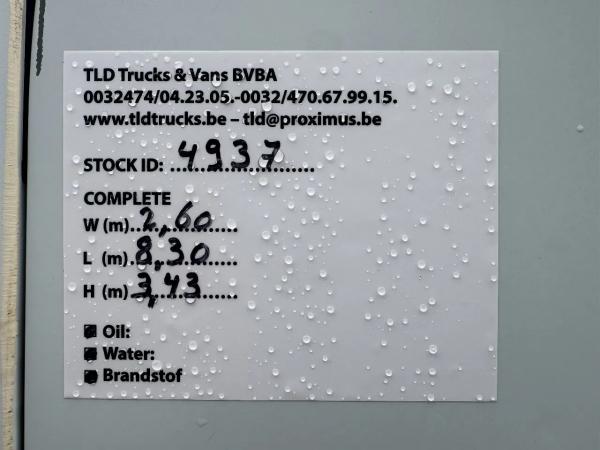 TLD Trucks & Vans BVBA
0032474/04.23.05.-0032/470.67.99.15.
www.tldtrucks.be – tld@proximus.be
STOCK ID: 4937
COMPLETE
W (m) 2,60
L (m) 8,30
H (m) 3,43
Oil:
Water:
Brandstof